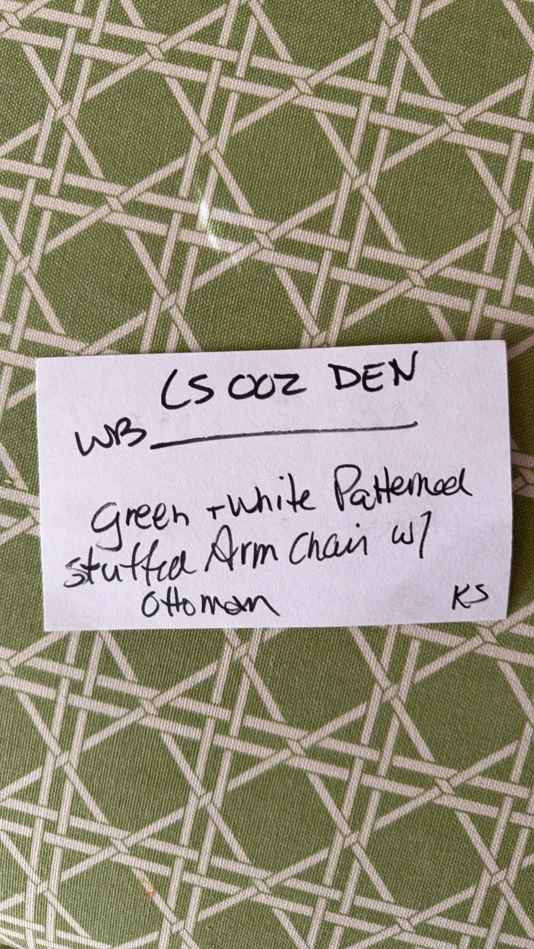 LS 002 DEN
WB
Green + White Patterned
stuffed Arm Chair w/
Ottoman
KS